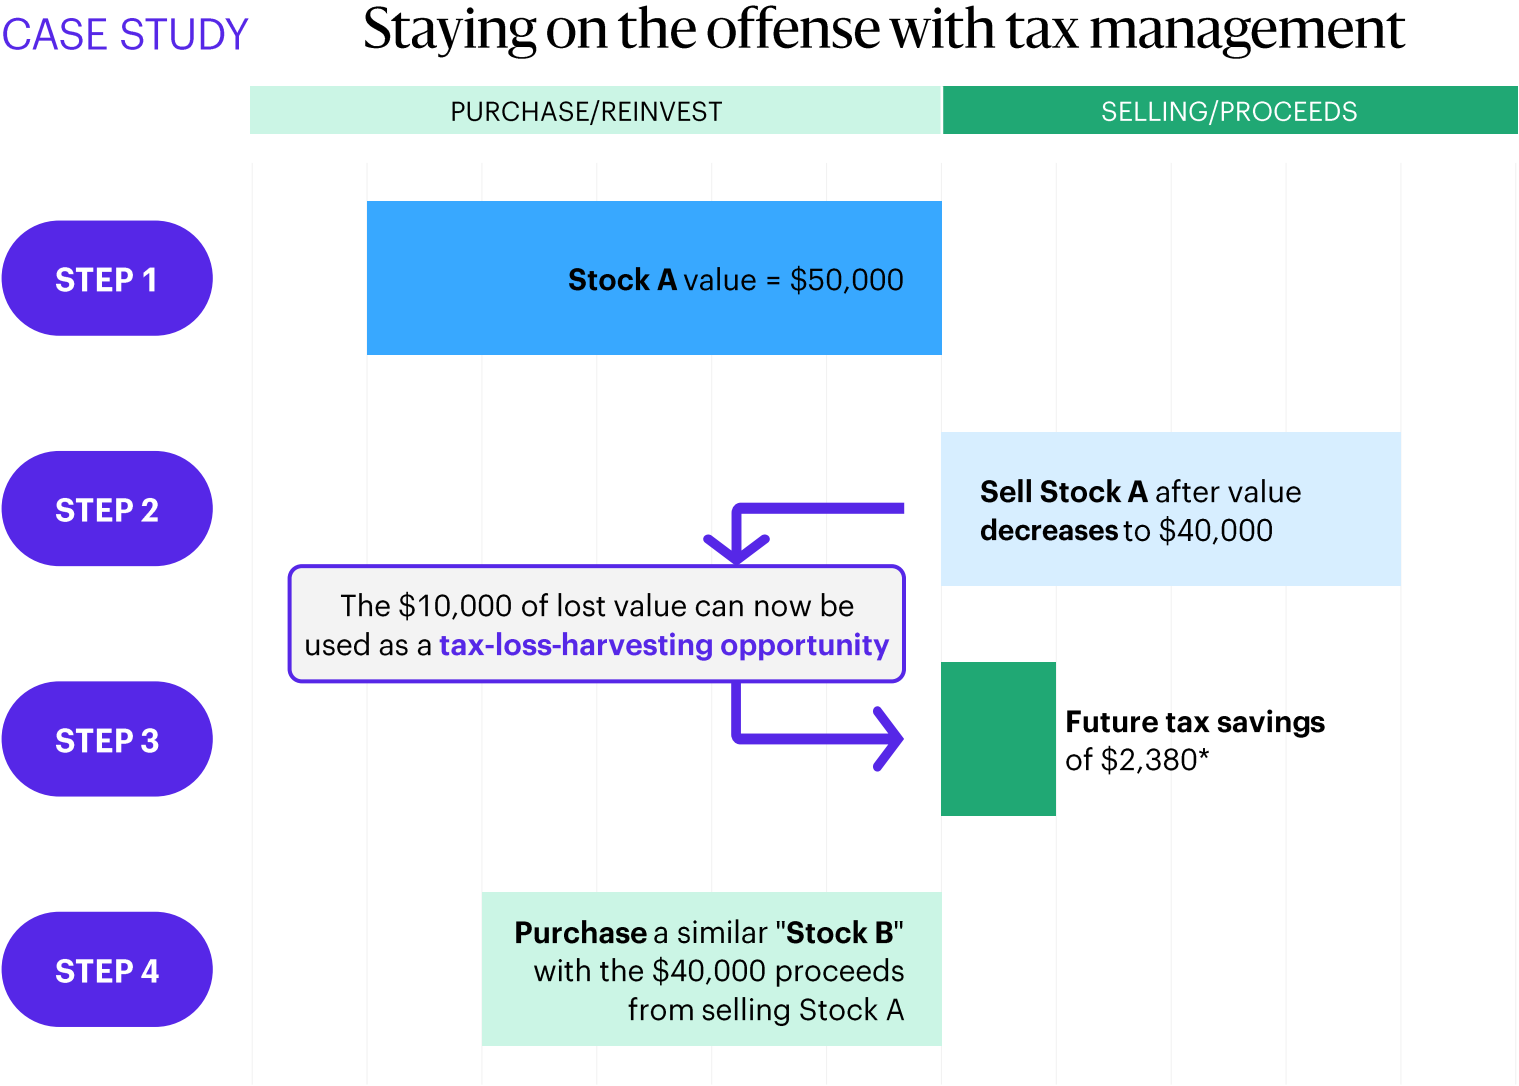 CASE STUDY
Staying on the offense with tax management
PURCHASE/REINVEST
SELLING/PROCEEDS
STEP 1
Stock A value = $50,000
STEP 2
Sell Stock A after value
decreases to $40,000
The $10,000 of lost value can now be
used as a tax-loss-harvesting opportunity
STEP 3
Future tax savings
of $2,380*
STEP 4
Purchase a similar "Stock B"
with the $40,000 proceeds
from selling Stock A